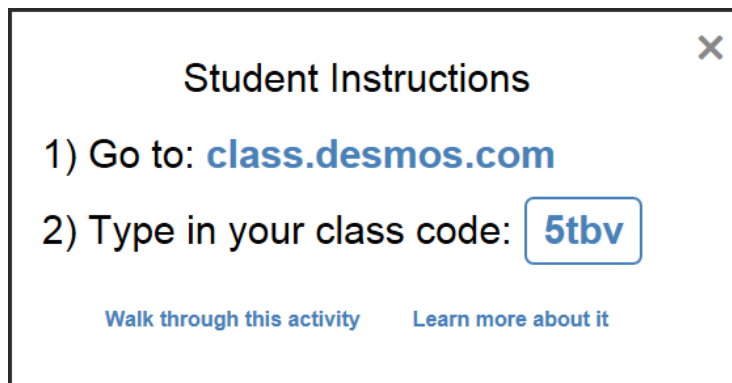 Student Instructions
1) Go to: class.desmos.com
2) Type in your class code: 5tbv
Walk through this activity Learn more about it